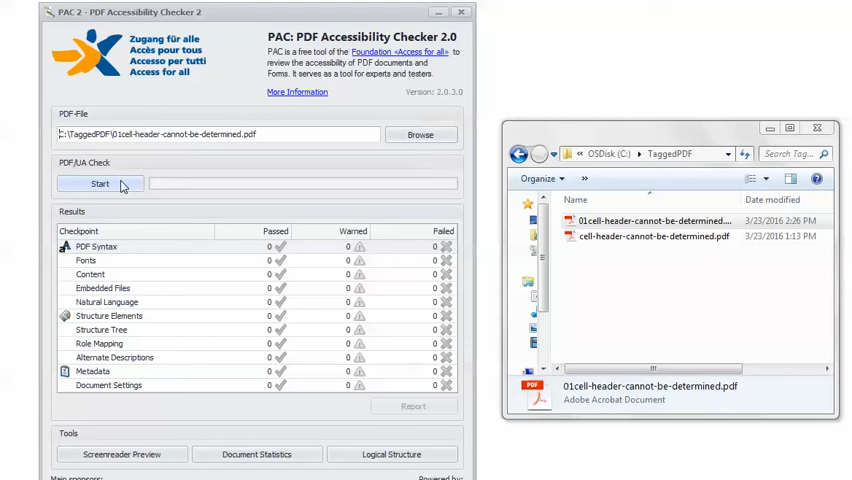 PAC 2 - PDF Accessibility Checker 2
Zugang für alle
Accès pour tous
Accesso per tutti
Access for all
PAC: PDF Accessibility Checker 2.0
PAC is a free tool of the Foundation «Access for all» to
review the accessibility of PDF documents and
Forms. It serves as a tool for experts and testers.
More Information
Version: 2.0.3.0
PDF-File
C:\TaggedPDF\01cell-header-cannot-be-determined.pdf
Browse
PDF/UA Check
Start
Results
Checkpoint Passed Warned Failed
PDF Syntax 0 0 0
Fonts 0 0 0
Content 0 0 0
Embedded Files 0 0 0
Natural Language 0 0 0
Structure Elements 0 0 0
Structure Tree 0 0 0
Role Mapping 0 0 0
Alternate Descriptions 0 0 0
Metadata 0 0 0
Document Settings 0 0 0
Report
Tools
Screenreader Preview
Document Statistics
Logical Structure
Main sponsors:
Powered by:
OSDisk (C:) TaggedPDF
Search Tag...
Organize
Name Date modified
01cell-header-cannot-be-determined.... 3/23/2016 2:26 PM
cell-header-cannot-be-determined.pdf 3/23/2016 1:13 PM
PDF
01cell-header-cannot-be-determined.pdf
Adobe Acrobat Document